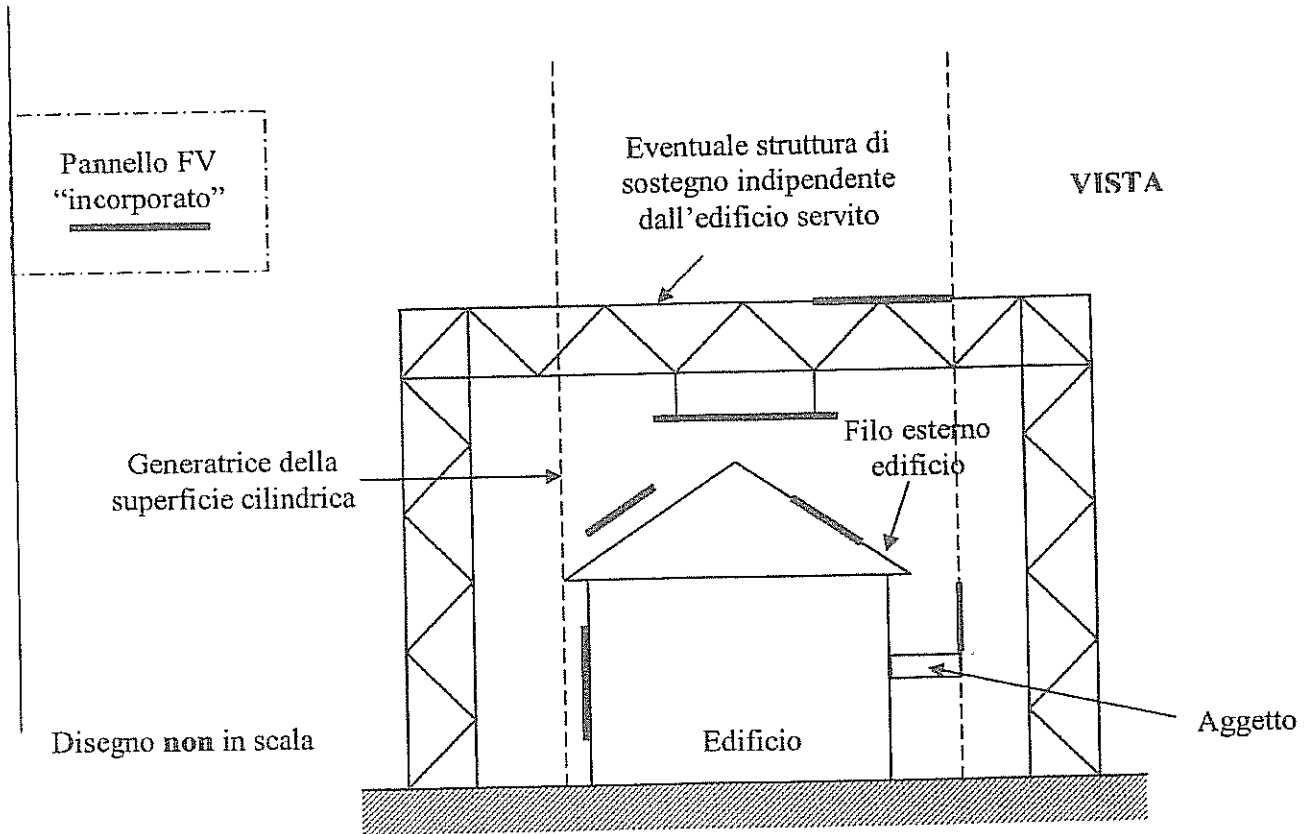 Pannello FV
“incorporato”
Eventuale struttura di
sostegno indipendente
dall’edificio servito
VISTA
Generatrice della
superficie cilindrica
Filo esterno
edificio
Disegno non in scala
Edificio
Aggetto